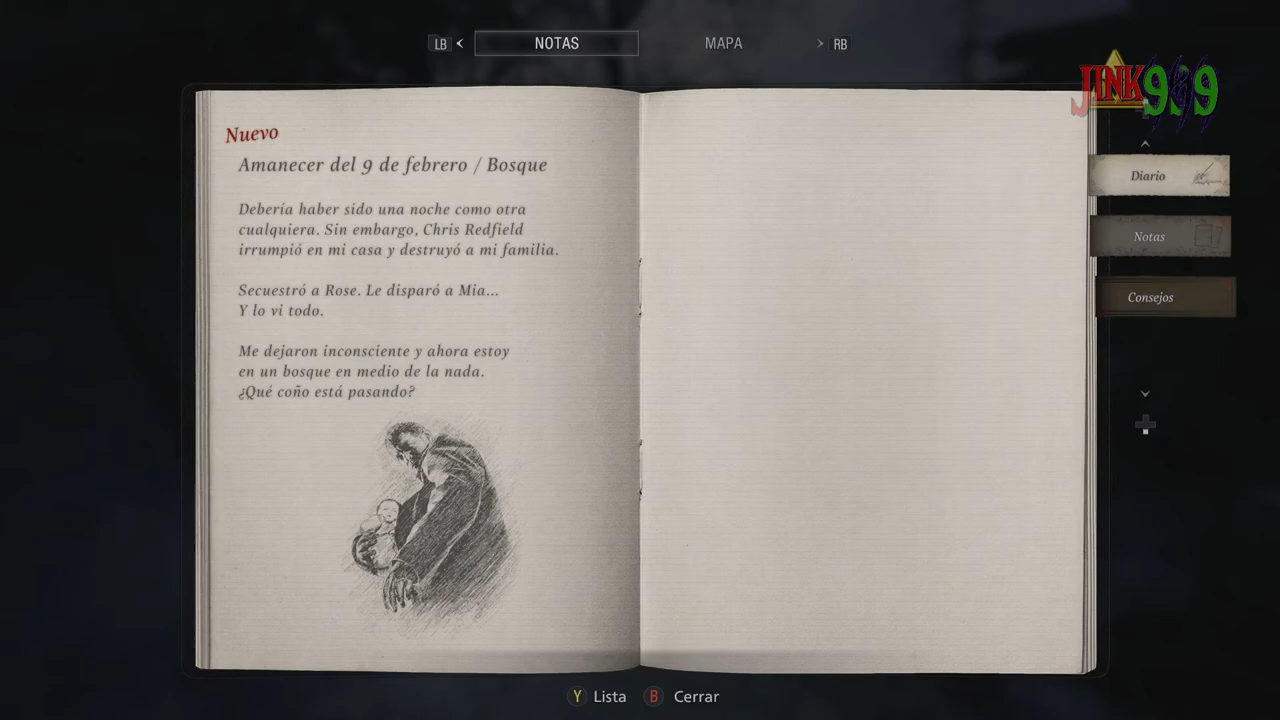 LB < NOTAS MAPA > RB
JINK999
Nuevo
Amanecer del 9 de febrero / Bosque
Debería haber sido una noche como otra
cualquiera. Sin embargo, Chris Redfield
irrumpió en mi casa y destruyó a mi familia.
Secuestró a Rose. Le disparó a Mia...
Y lo vi todo.
Me dejaron inconsciente y ahora estoy
en un bosque en medio de la nada.
¿Qué coño está pasando?
Diario
Notas
Consejos
Y Lista B Cerrar